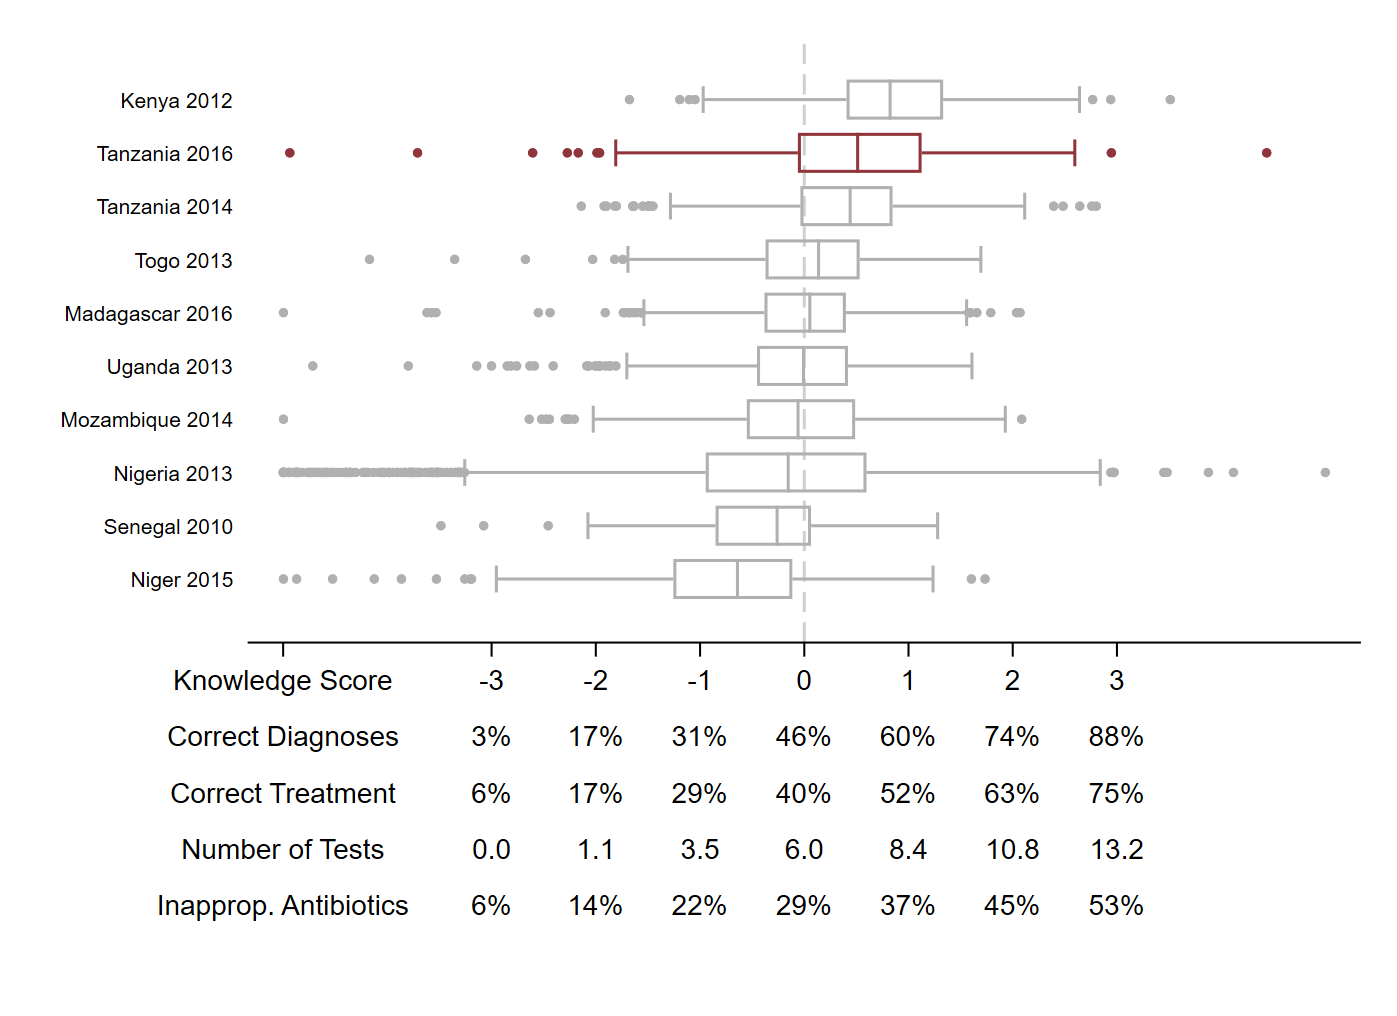 Kenya 2012
Tanzania 2016
Tanzania 2014
Togo 2013
Madagascar 2016
Uganda 2013
Mozambique 2014
Nigeria 2013
Senegal 2010
Niger 2015
Knowledge Score -3 -2 -1 0 1 2 3
Correct Diagnoses 3% 17% 31% 46% 60% 74% 88%
Correct Treatment 6% 17% 29% 40% 52% 63% 75%
Number of Tests 0.0 1.1 3.5 6.0 8.4 10.8 13.2
Inapprop. Antibiotics 6% 14% 22% 29% 37% 45% 53%